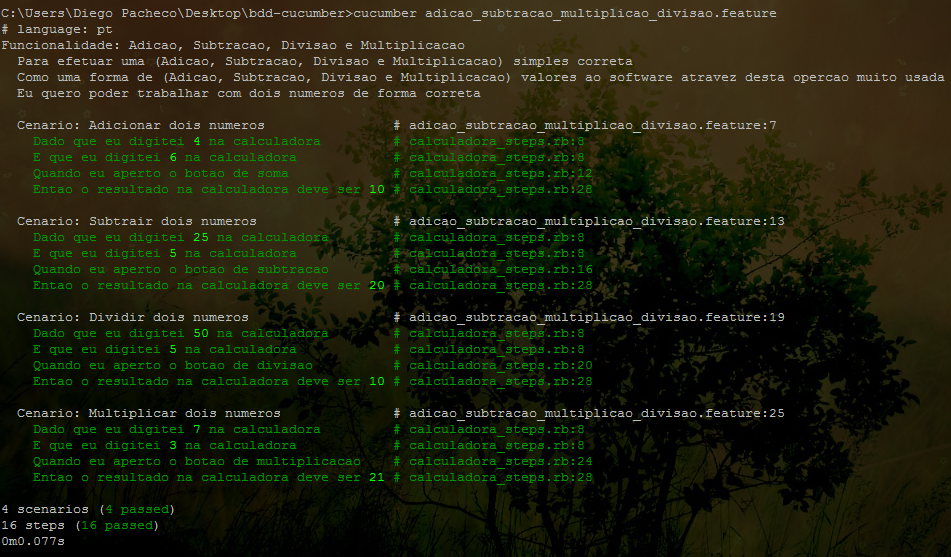 C:\Users\Diego Pacheco\Desktop\bdd-cucumber>cucumber adicao_subtracao_multiplico_divisao.feature
# language: pt
Funcionalidade: Adicao, Subtracao, Divisao e Multiplicacao
  Para efetuar uma (Adicao, Subtracao, Divisao e Multiplicacao) simples correta
  Como uma forma de (Adicao, Subtracao, Divisao e Multiplicacao) valores ao software atravez desta opercao muito usada
  Eu quero poder trabalhar com dois numeros de forma correta

  Cenario: Adicionar dois numeros                # adicao_subtracao_multiplico_divisao.feature:7
    Dado que eu digitei 4 na calculadora         # calculadora_steps.rb:8
    E que eu digitei 6 na calculadora            # calculadora_steps.rb:8
    Quando eu aperto o botao de soma             # calculadora_steps.rb:12
    Entao o resultado na calculadora deve ser 10 # calculadora_steps.rb:28

  Cenario: Subtrair dois numeros                 # adicao_subtracao_multiplicao_divisao.feature:13
    Dado que eu digitei 25 na calculadora        # calculadora_steps.rb:8
    E que eu digitei 5 na calculadora            # calculadora_steps.rb:8
    Quando eu aperto o botao de subtracao        # calculadora_steps.rb:16
    Entao o resultado na calculadora deve ser 20 # calculadora_steps.rb:28

  Cenario: Dividir dois numeros                  # adicao_subtracao_multiplicao_divisao.feature:19
    Dado que eu digitei 50 na calculadora        # calculadora_steps.rb:8
    E que eu digitei 5 na calculadora            # calculadora_steps.rb:8
    Quando eu aperto o botao de divisao          # calculadora_steps.rb:20
    Entao o resultado na calculadora deve ser 10 # calculadora_steps.rb:28

  Cenario: Multiplicar dois numeros              # adicao_subtracao_multiplicao_divisao.feature:25
    Dado que eu digitei 7 na calculadora         # calculadora_steps.rb:8
    E que eu digitei 3 na calculadora            # calculadora_steps.rb:8
    Quando eu aperto o botao de multiplicacao    # calculadora_steps.rb:24
    Entao o resultado na calculadora deve ser 21 # calculadora_steps.rb:28

4 scenarios (4 passed)
16 steps (16 passed)
0m0.077s